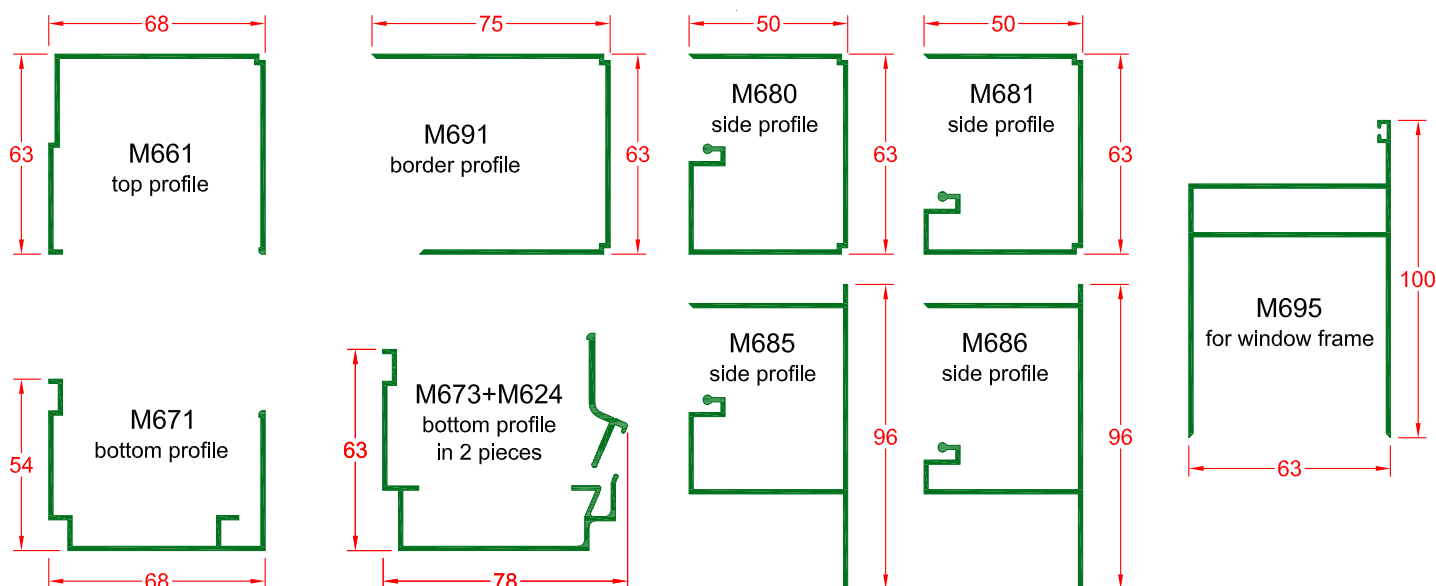 68
75
50
50
63
M661
top profile
M691
border profile
63
M680
side profile
63
M681
side profile
63
M695
for window frame
100
63
54
M671
bottom profile
68
63
M673+M624
bottom profile
in 2 pieces
78
M685
side profile
96
M686
side profile
96